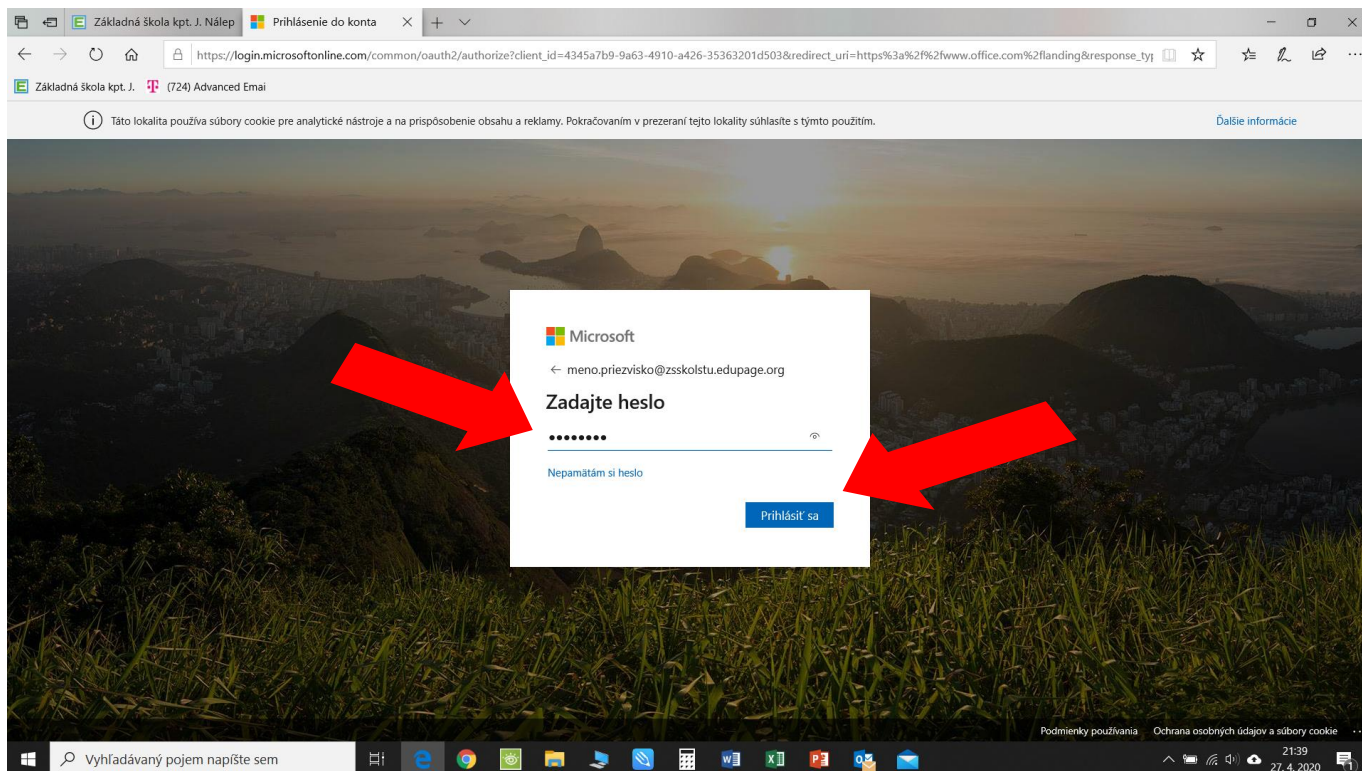 Základná škola kpt. J. Nálep
Prihlásenie do konta
https://login.microsoftonline.com/common/oauth2/authorize?client_id=4345a7b9-9a63-4910-a426-35363201d503&redirect_uri=https%3a%2f%2fwww.office.com%2flanding&response_typ
Základná škola kpt. J.
(724) Advanced Emai
Táto lokalita používa súbory cookie pre analytické nástroje a na prispôsobenie obsahu a reklamy. Pokračovaním v prezeraní tejto lokality súhlasíte s týmto použitím.
Ďalšie informácie
Microsoft
meno.priezvisko@zsskolstu.edupage.org
Zadajte heslo
Nepamätám si heslo
Prihlásiť sa
Podmienky používania
Ochrana osobných údajov a súbory cookie
Vyhľadávaný pojem napíšte sem
21:39
27. 4. 2020